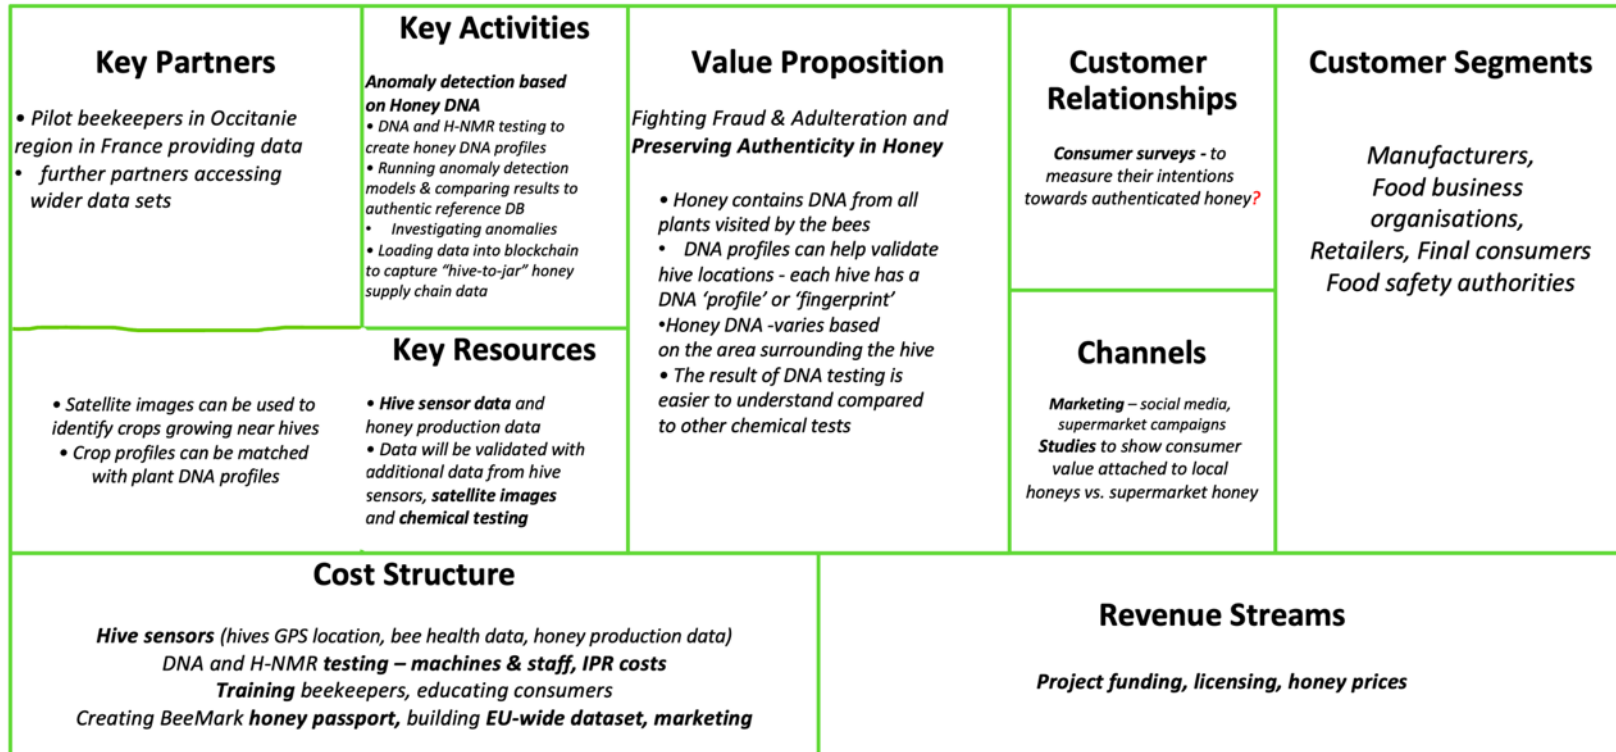 Key Partners
• Pilot beekeepers in Occitanie
region in France providing data
• further partners accessing
wider data sets
Key Activities
Anomaly detection based
on Honey DNA
• DNA and H-NMR testing to
create honey DNA profiles
• Running anomaly detection
models & comparing results to
authentic reference DB
• Investigating anomalies
• Loading data into blockchain
to capture “hive-to-jar” honey
supply chain data
• Satellite images can be used to
identify crops growing near hives
• Crop profiles can be matched
with plant DNA profiles
Key Resources
• Hive sensor data and
honey production data
• Data will be validated with
additional data from hive
sensors, satellite images
and chemical testing
Value Proposition
Fighting Fraud & Adulteration and
Preserving Authenticity in Honey
• Honey contains DNA from all
plants visited by the bees
• DNA profiles can help validate
hive locations - each hive has a
DNA ‘profile’ or ‘fingerprint’
•Honey DNA -varies based
on the area surrounding the hive
• The result of DNA testing is
easier to understand compared
to other chemical tests
Customer
Relationships
Consumer surveys - to
measure their intentions
towards authenticated honey?
Channels
Marketing – social media,
supermarket campaigns
Studies to show consumer
value attached to local
honeys vs. supermarket honey
Customer Segments
Manufacturers,
Food business
organisations,
Retailers, Final consumers
Food safety authorities
Cost Structure
Hive sensors (hives GPS location, bee health data, honey production data)
DNA and H-NMR testing – machines & staff, IPR costs
Training beekeepers, educating consumers
Creating BeeMark honey passport, building EU-wide dataset, marketing
Revenue Streams
Project funding, licensing, honey prices